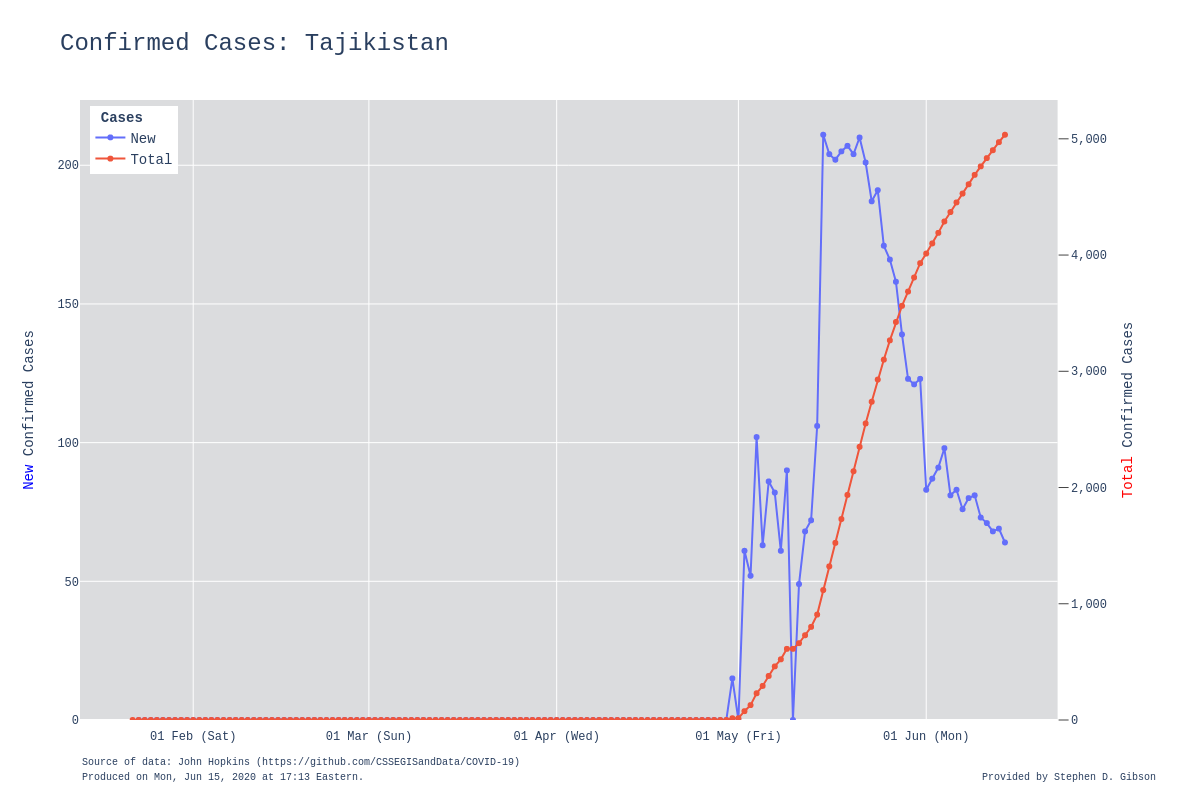 Confirmed Cases: Tajikistan
Cases
New
Total
200
150
100
50
0
New Confirmed Cases
5,000
4,000
3,000
2,000
1,000
0
Total Confirmed Cases
01 Feb (Sat) 01 Mar (Sun) 01 Apr (Wed) 01 May (Fri) 01 Jun (Mon)
Source of data: John Hopkins (https://github.com/CSSEGISandData/COVID-19)
Produced on Mon, Jun 15, 2020 at 17:13 Eastern.
Provided by Stephen D. Gibson